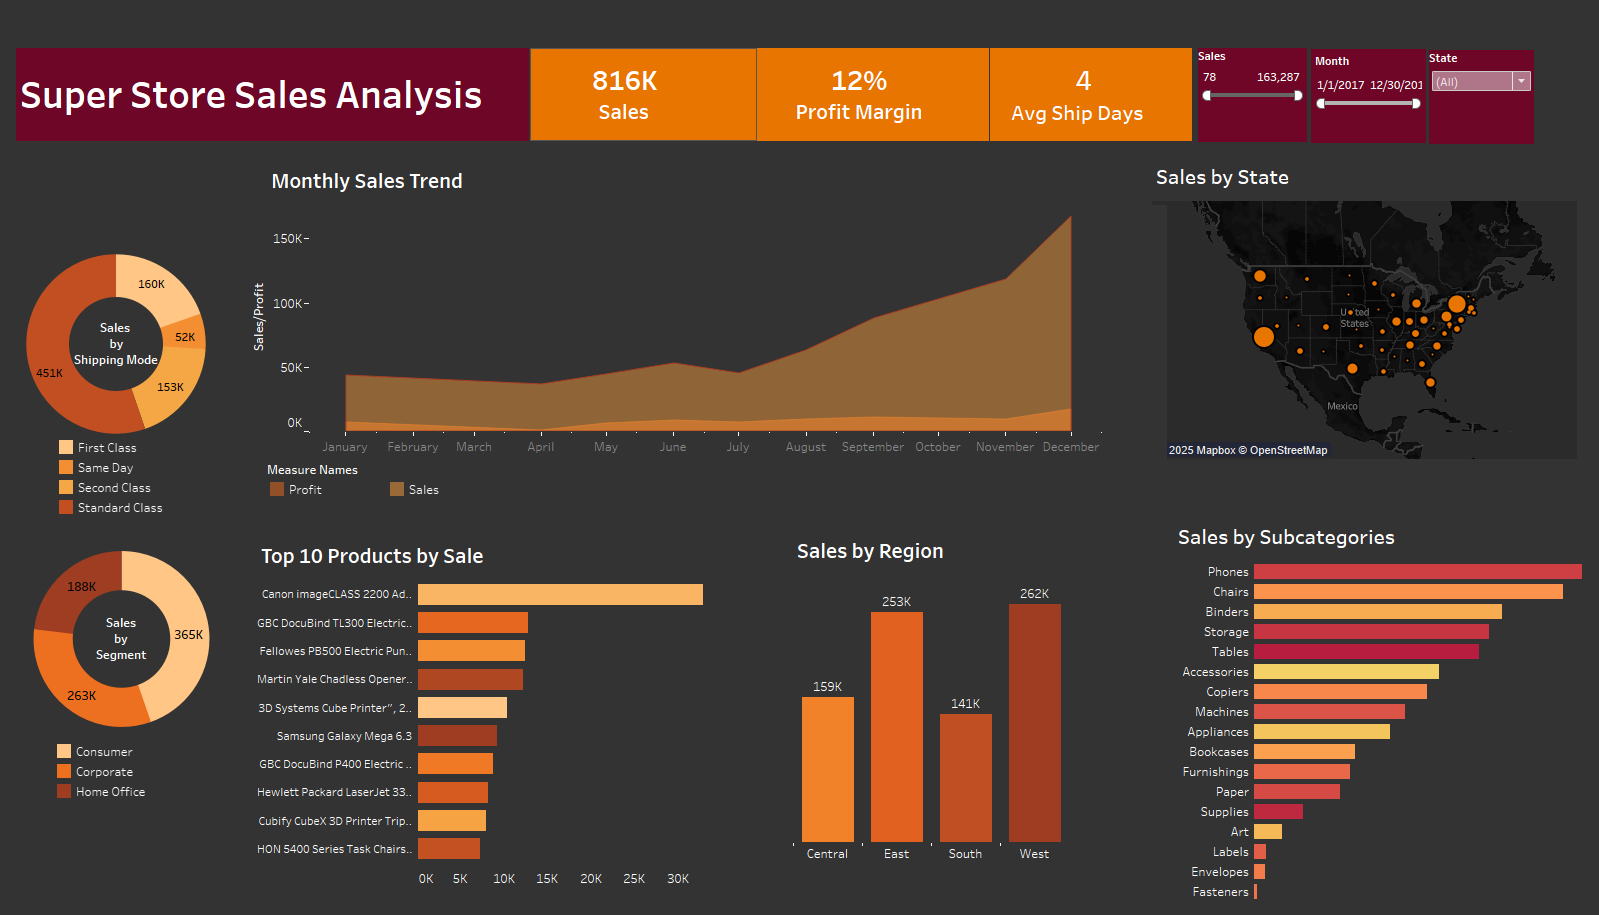 Super Store Sales Analysis
816K
Sales
12%
Profit Margin
4
Avg Ship Days
Sales
78 163,287
Month
1/1/2017 12/30/201
State
(All)
Sales
by
Shipping Mode
160K
52K
153K
451K
First Class
Same Day
Second Class
Standard Class
Monthly Sales Trend
Sales/Profit
150K
100K
50K
0K
January February March April May June July August September October November December
Measure Names
Profit Sales
Sales by State
United
States
Mexico
2025 Mapbox © OpenStreetMap
Sales
by
Segment
188K
365K
263K
Consumer
Corporate
Home Office
Top 10 Products by Sale
Canon imageCLASS 2200 Ad..
GBC DocuBind TL300 Electric..
Fellowes PB500 Electric Pun..
Martin Yale Chadless Opener..
3D Systems Cube Printer”, 2..
Samsung Galaxy Mega 6.3
GBC DocuBind P400 Electric ..
Hewlett Packard LaserJet 33..
Cubify CubeX 3D Printer Trip..
HON 5400 Series Task Chairs..
0K 5K 10K 15K 20K 25K 30K
Sales by Region
159K
253K
141K
262K
Central East South West
Sales by Subcategories
Phones
Chairs
Binders
Storage
Tables
Accessories
Copiers
Machines
Appliances
Bookcases
Furnishings
Paper
Supplies
Art
Labels
Envelopes
Fasteners